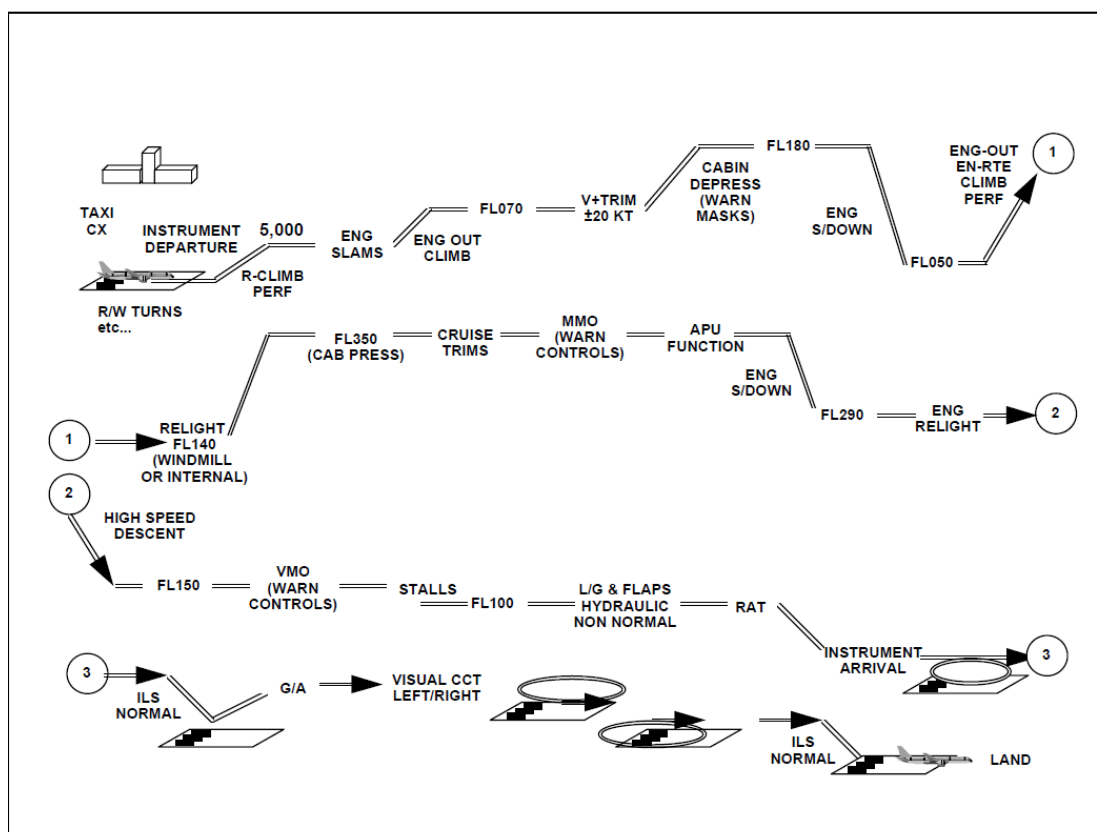 TAXI
CX
INSTRUMENT
DEPARTURE
R/W TURNS
etc...
5,000
R-CLIMB
PERF
ENG
SLAMS
ENG OUT
CLIMB
FL070
V+TRIM
±20 KT
CABIN
DEPRESS
(WARN
MASKS)
FL180
ENG
S/DOWN
FL050
ENG-OUT
EN-RTE
CLIMB
PERF
1
1
RELIGHT
FL140
(WINDMILL
OR INTERNAL)
FL350
(CAB PRESS)
CRUISE
TRIMS
MMO
(WARN
CONTROLS)
APU
FUNCTION
ENG
S/DOWN
FL290
ENG
RELIGHT
2
2
HIGH SPEED
DESCENT
FL150
VMO
(WARN
CONTROLS)
STALLS
FL100
L/G & FLAPS
HYDRAULIC
NON NORMAL
RAT
INSTRUMENT
ARRIVAL
3
3
ILS
NORMAL
G/A
VISUAL CCT
LEFT/RIGHT
ILS
NORMAL
LAND